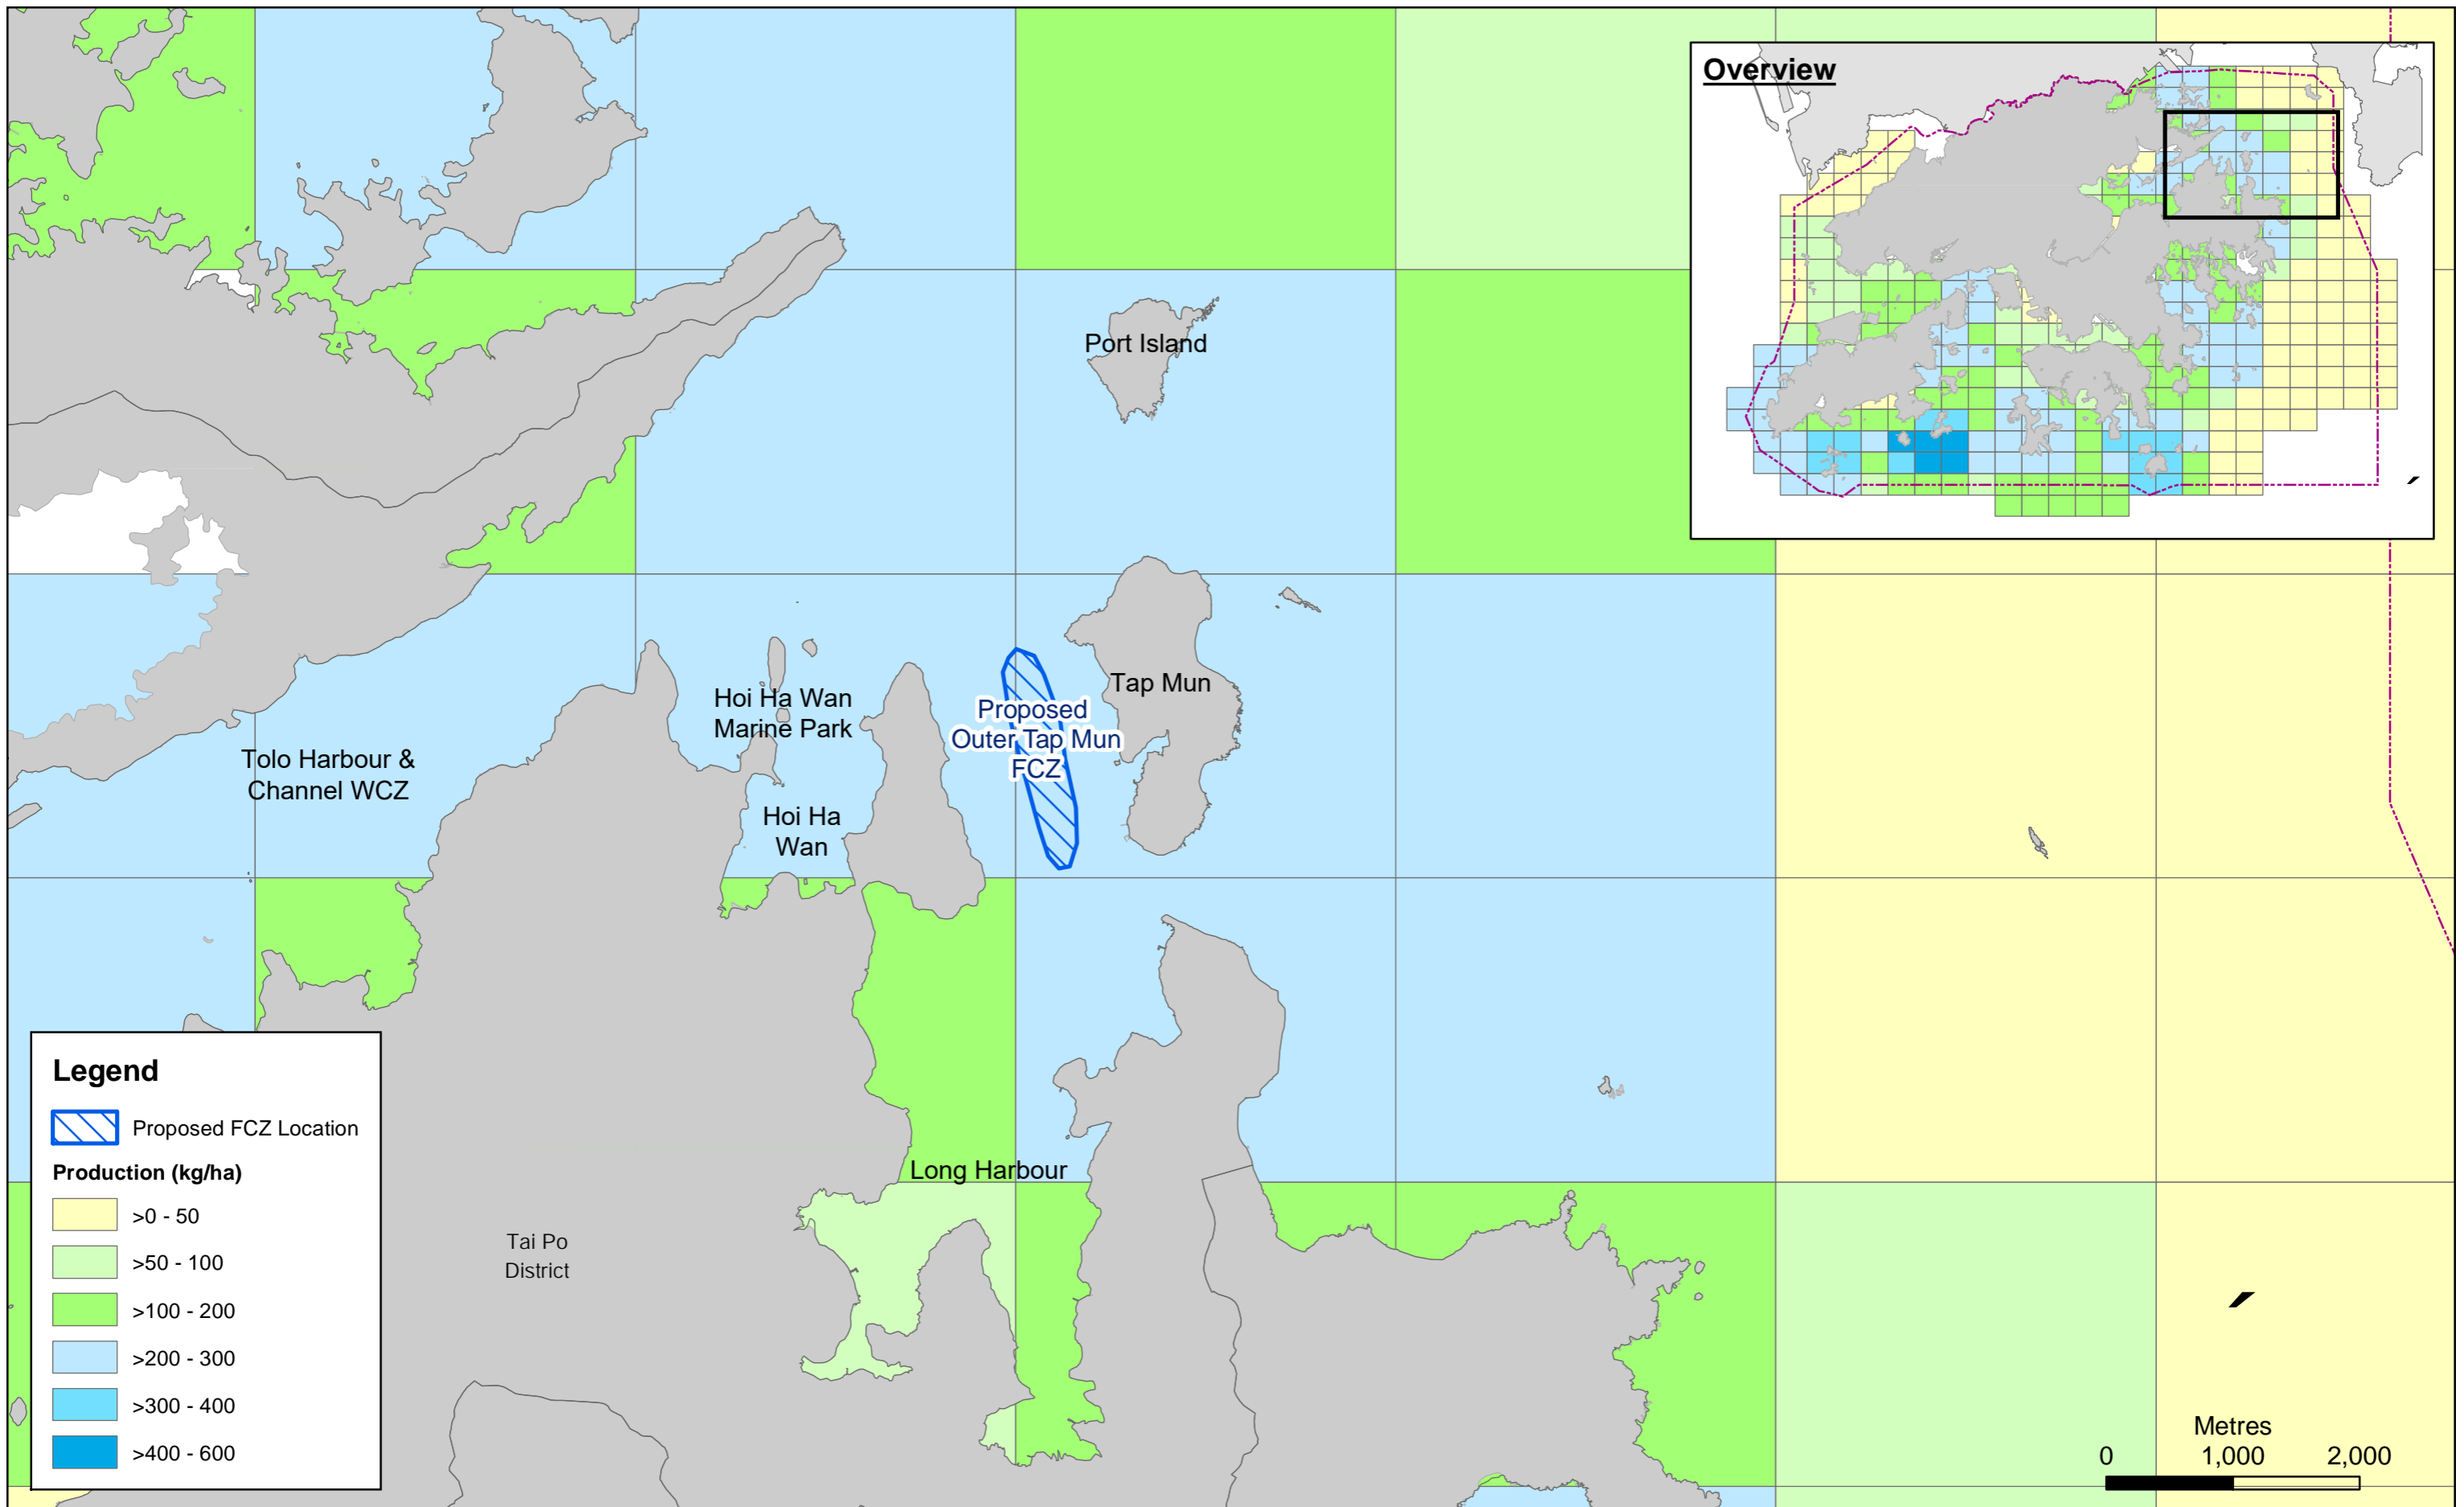 Overview
Port Island
Tap Mun
Hoi Ha Wan
Marine Park
Proposed
Outer Tap Mun
FCZ
Tolo Harbour &
Channel WCZ
Hoi Ha
Wan
Long Harbour
Tai Po
District
Legend
Proposed FCZ Location
Production (kg/ha)
>0 - 50
>50 - 100
>100 - 200
>200 - 300
>300 - 400
>400 - 600
Metres
0 1,000 2,000